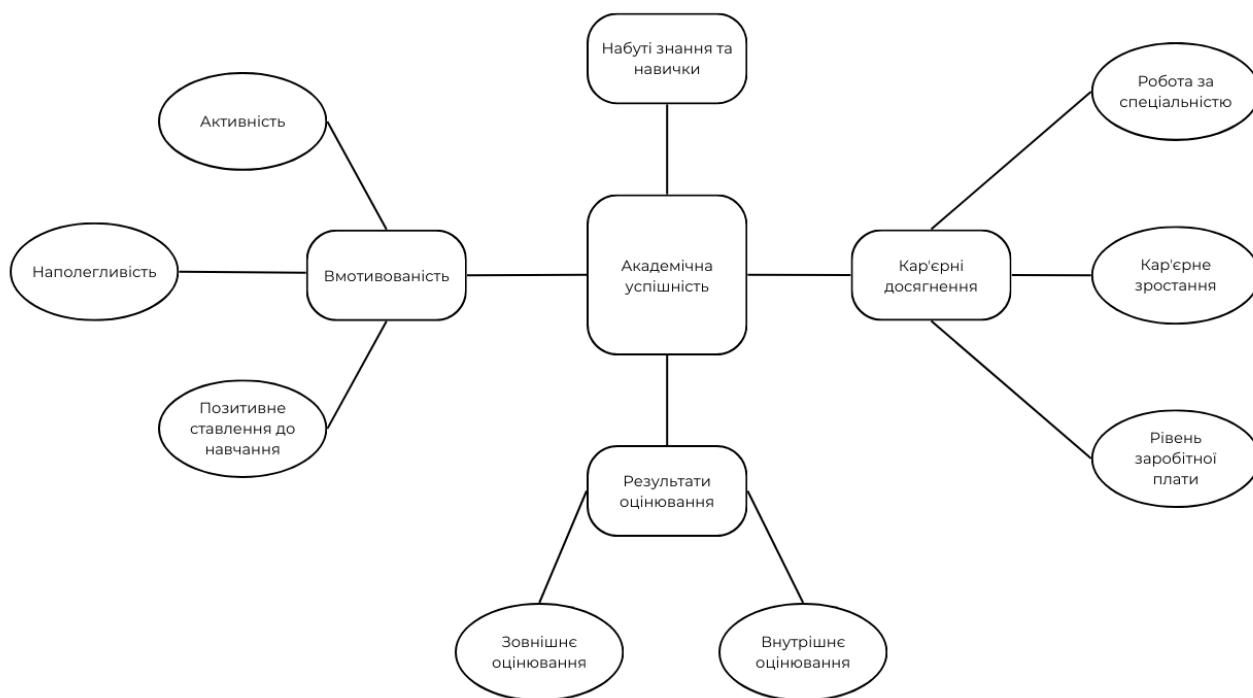 Набуті знання та
навички
Робота за
спеціальністю
Активність
Наполегливість
Вмотивованість
Академічна
успішність
Кар'єрні
досягнення
Кар'єрне
зростання
Позитивне
ставлення до
навчання
Рівень
заробітної
плати
Результати
оцінювання
Зовнішнє
оцінювання
Внутрішнє
оцінювання